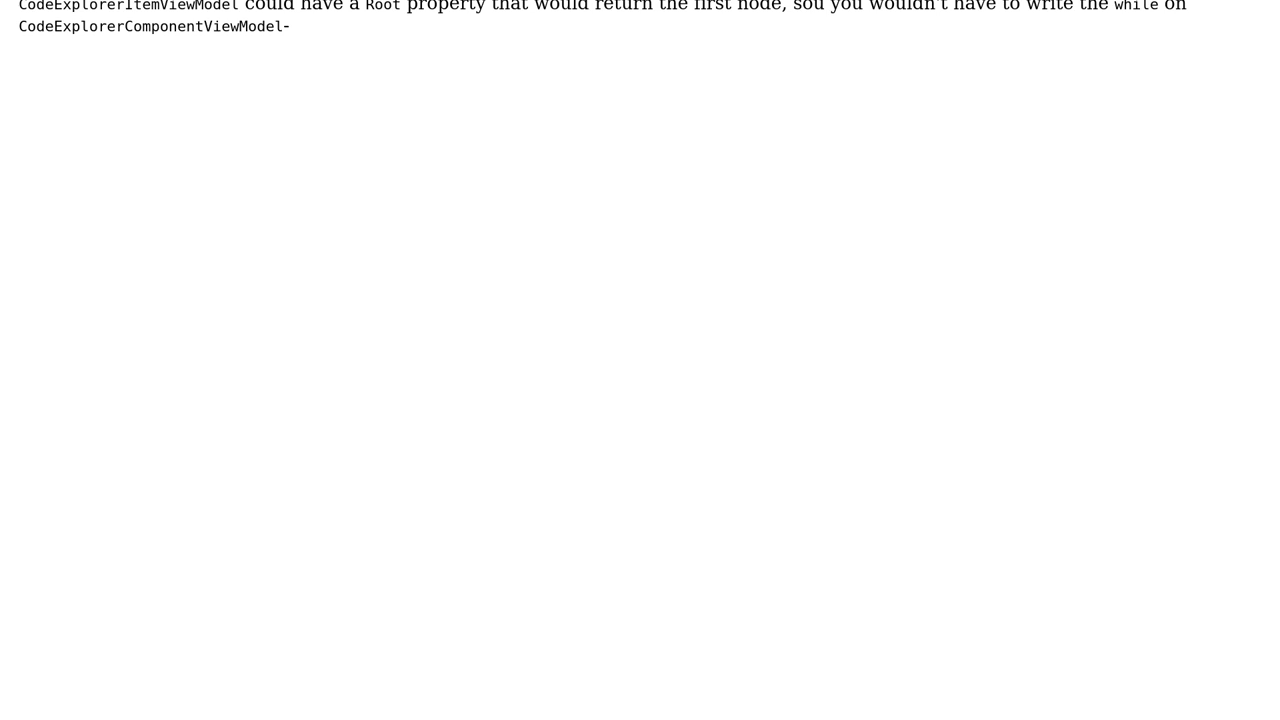 CodeExplorerItemViewModel could have a Root property that would return the first node, sou you wouldn't have to write the while on
CodeExplorerComponentViewModel-